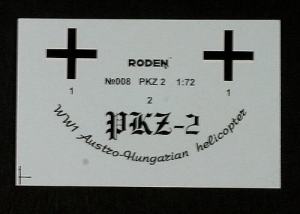 RODEN
№008 PKZ 2 1:72
1
1
2
PKZ-2
WW1 Austro-Hungarian helicopter